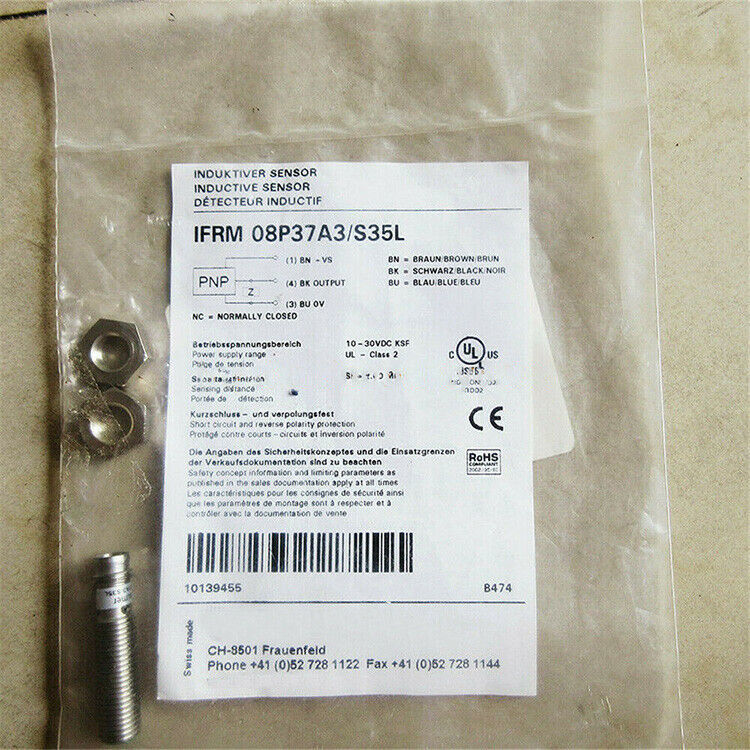 INDUKTIVER SENSOR
INDUCTIVE SENSOR
DÉTECTEUR INDUCTIF
IFRM 08P37A3/S35L
(1) BN - VS
BN = BRAUN/BROWN/BRUN
PNP
BK = SCHWARZ/BLACK/NOIR
(4) BK OUTPUT
Z
BU = BLAU/BLUE/BLEU
(3) BU 0V
NC = NORMALLY CLOSED
Betriebsspannungsbereich 10-30VDC KSF
Power supply range UL - Class 2
Plage de tension
C UL US
Sensing distance
Portée de détection
Kurzschluss - und verpolungsfest
Short circuit and reverse polarity protection
Protégé contre courts - circuits et inversion polarité
CE
Die Angaben des Sicherheitskonzeptes und die Einsatzgrenzen
der Verkaufsdokumentation sind zu beachten
Safety concept information and limiting parameters as
published in the sales documentation apply at all times
Les caractéristiques pour les consignes de sécurité ainsi
que les paramètres de montage sont à respecter et à
contrôler avec la documentation de vente
RoHS
COMPLIANT
10139455 B474
Swiss made
CH-8501 Frauenfeld
Phone +41 (0)52 728 1122 Fax +41 (0)52 728 1144